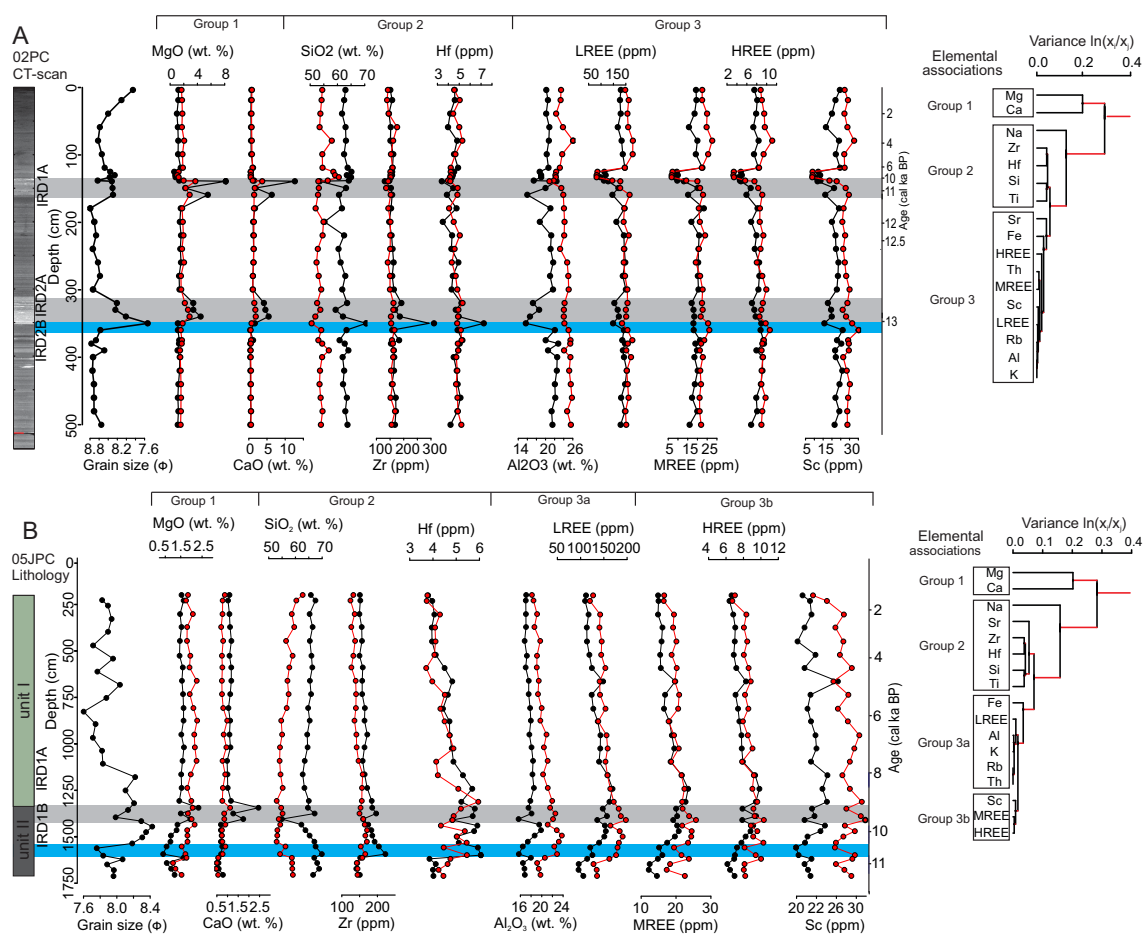 A
02PC
CT-scan
Group 1
Group 2
Group 3
MgO (wt. %)
SiO2 (wt. %)
Hf (ppm)
LREE (ppm)
HREE (ppm)
0 4 8
50 60 70
3 5 7
50 150
2 6 10
0
100
200
300
400
500
Depth (cm)
IRD1A
IRD2A
IRD2B
2
4
6
10
11
12
12.5
13
Age (cal ka BP)
8.8 8.2 7.6
Grain size (Φ)
0 5 10
CaO (wt. %)
100 200 300
Zr (ppm)
14 20 26
Al2O3 (wt. %)
5 15 25
MREE (ppm)
5 15 30
Sc (ppm)
Variance ln(xi/xj)
Elemental
associations
0.0 0.2 0.4
Group 1
Mg
Ca
Group 2
Na
Zr
Hf
Si
Ti
Group 3
Sr
Fe
HREE
Th
MREE
Sc
LREE
Rb
Al
K
B
05JPC
Lithology
Group 1
Group 2
Group 3a
Group 3b
MgO (wt. %)
SiO2 (wt. %)
Hf (ppm)
LREE (ppm)
HREE (ppm)
0.5 1.5 2.5
50 60 70
3 4 5 6
50 100 150 200
4 6 8 10 12
0
250
500
750
1000
1250
1500
1750
Depth (cm)
unit I
unit II
IRD1A
IRD1B
2
4
6
8
10
11
Age (cal ka BP)
7.6 8.0 8.4
Grain size (Φ)
0.5 1.5 2.5
CaO (wt. %)
100 200
Zr (ppm)
16 20 24
Al2O3 (wt. %)
10 20 30
MREE (ppm)
20 22 26 30
Sc (ppm)
Variance ln(xi/xj)
Elemental
associations
0.0 0.1 0.2 0.3 0.4
Group 1
Mg
Ca
Group 2
Na
Sr
Zr
Hf
Si
Ti
Group 3a
Fe
LREE
Al
K
Rb
Th
Group 3b
Sc
MREE
HREE